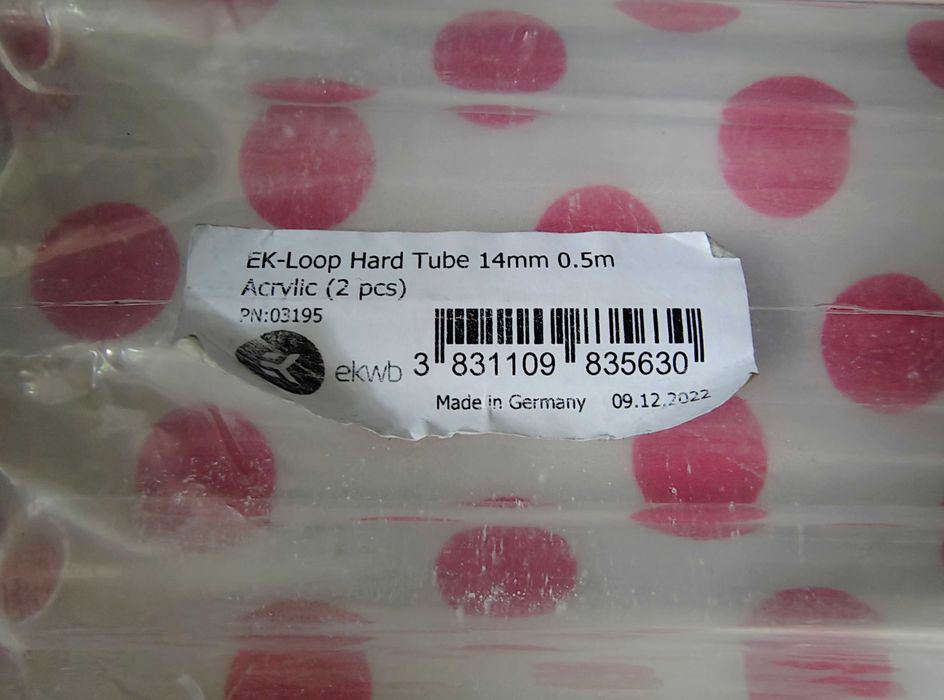 EK-Loop Hard Tube 14mm 0.5m
Acrylic (2 pcs)
PN:03195
ekwb
3 831109 835630
Made in Germany 09.12.2022